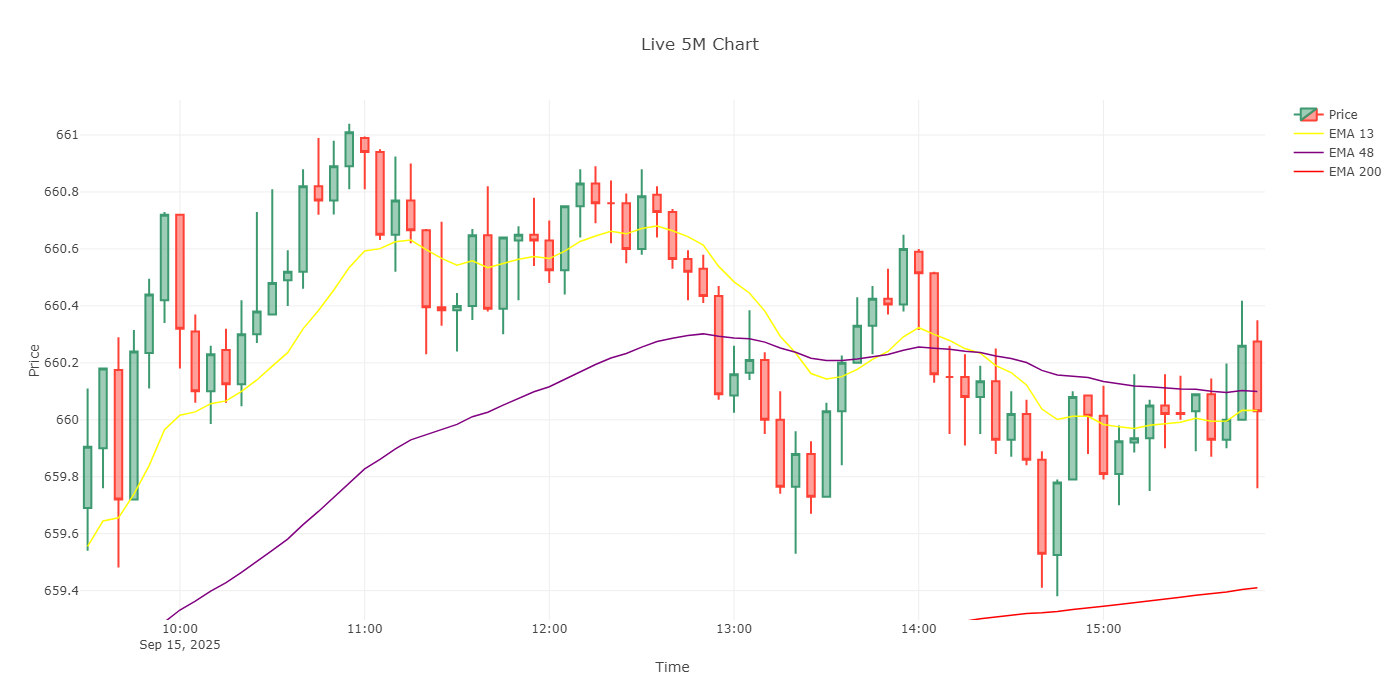 Live 5M Chart
Price
EMA 13
EMA 48
EMA 200
661
660.8
660.6
660.4
660.2
660
659.8
659.6
659.4
Price
10:00
11:00
12:00
13:00
14:00
15:00
Sep 15, 2025
Time